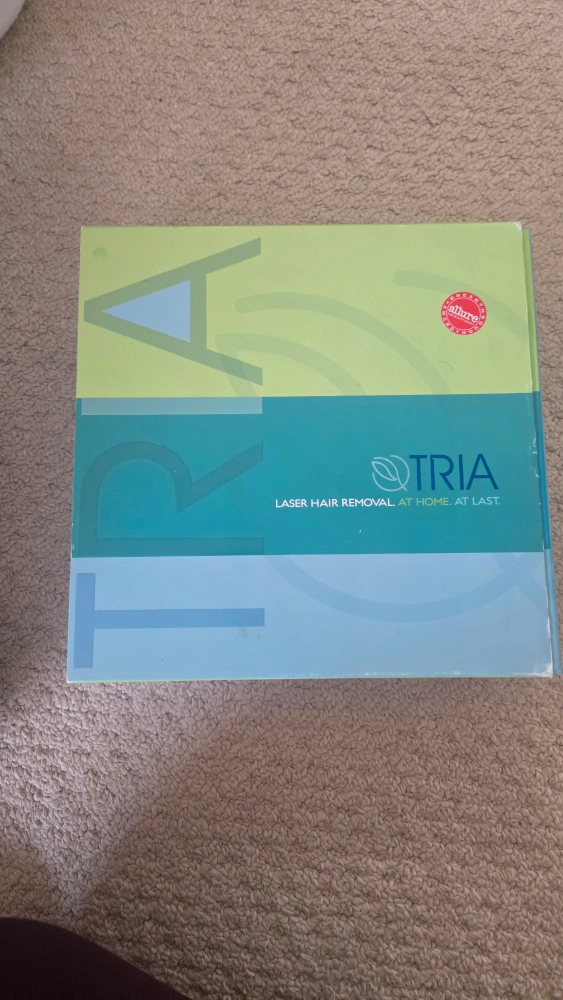 TRIA
allure
TRIA
LASER HAIR REMOVAL. AT HOME. AT LAST.